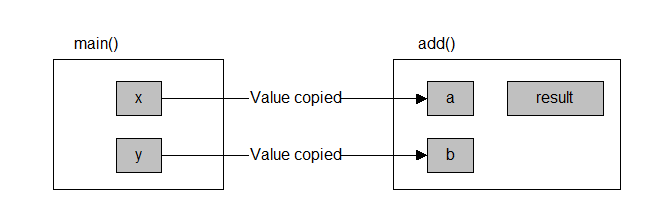 main()
add()
x
Value copied
a
result
y
Value copied
b